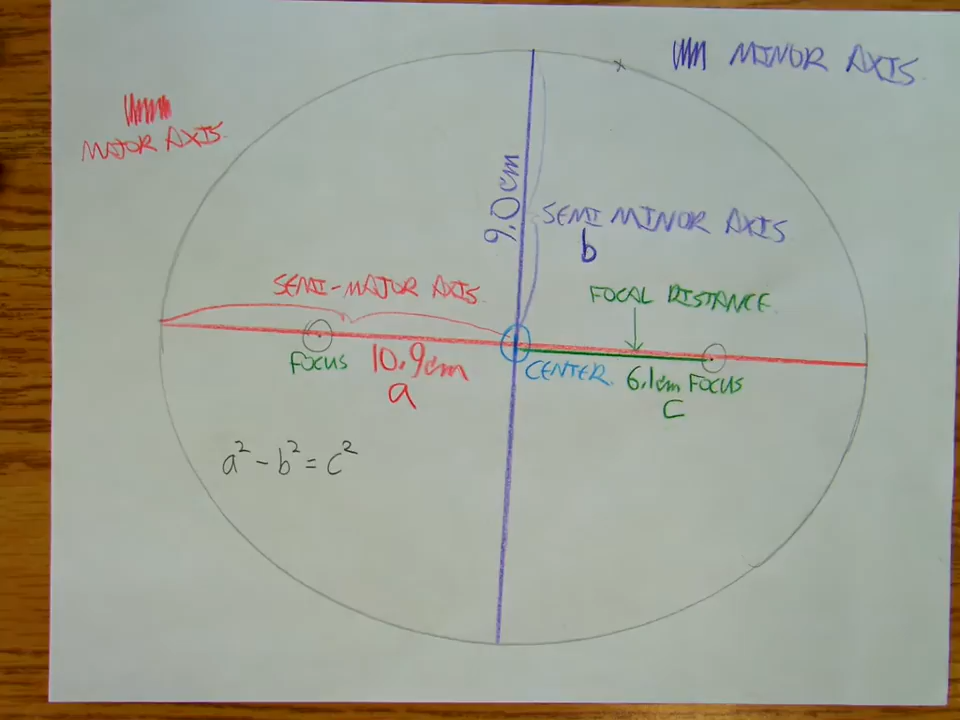 MINOR AXIS.
MAJOR AXIS.
9.0cm
SEMI MINOR AXIS
b
SEMI-MAJOR AXIS.
FOCAL DISTANCE.
FOCUS
10.9cm
a
CENTER.
6.1cm FOCUS
c
a² - b² = c²